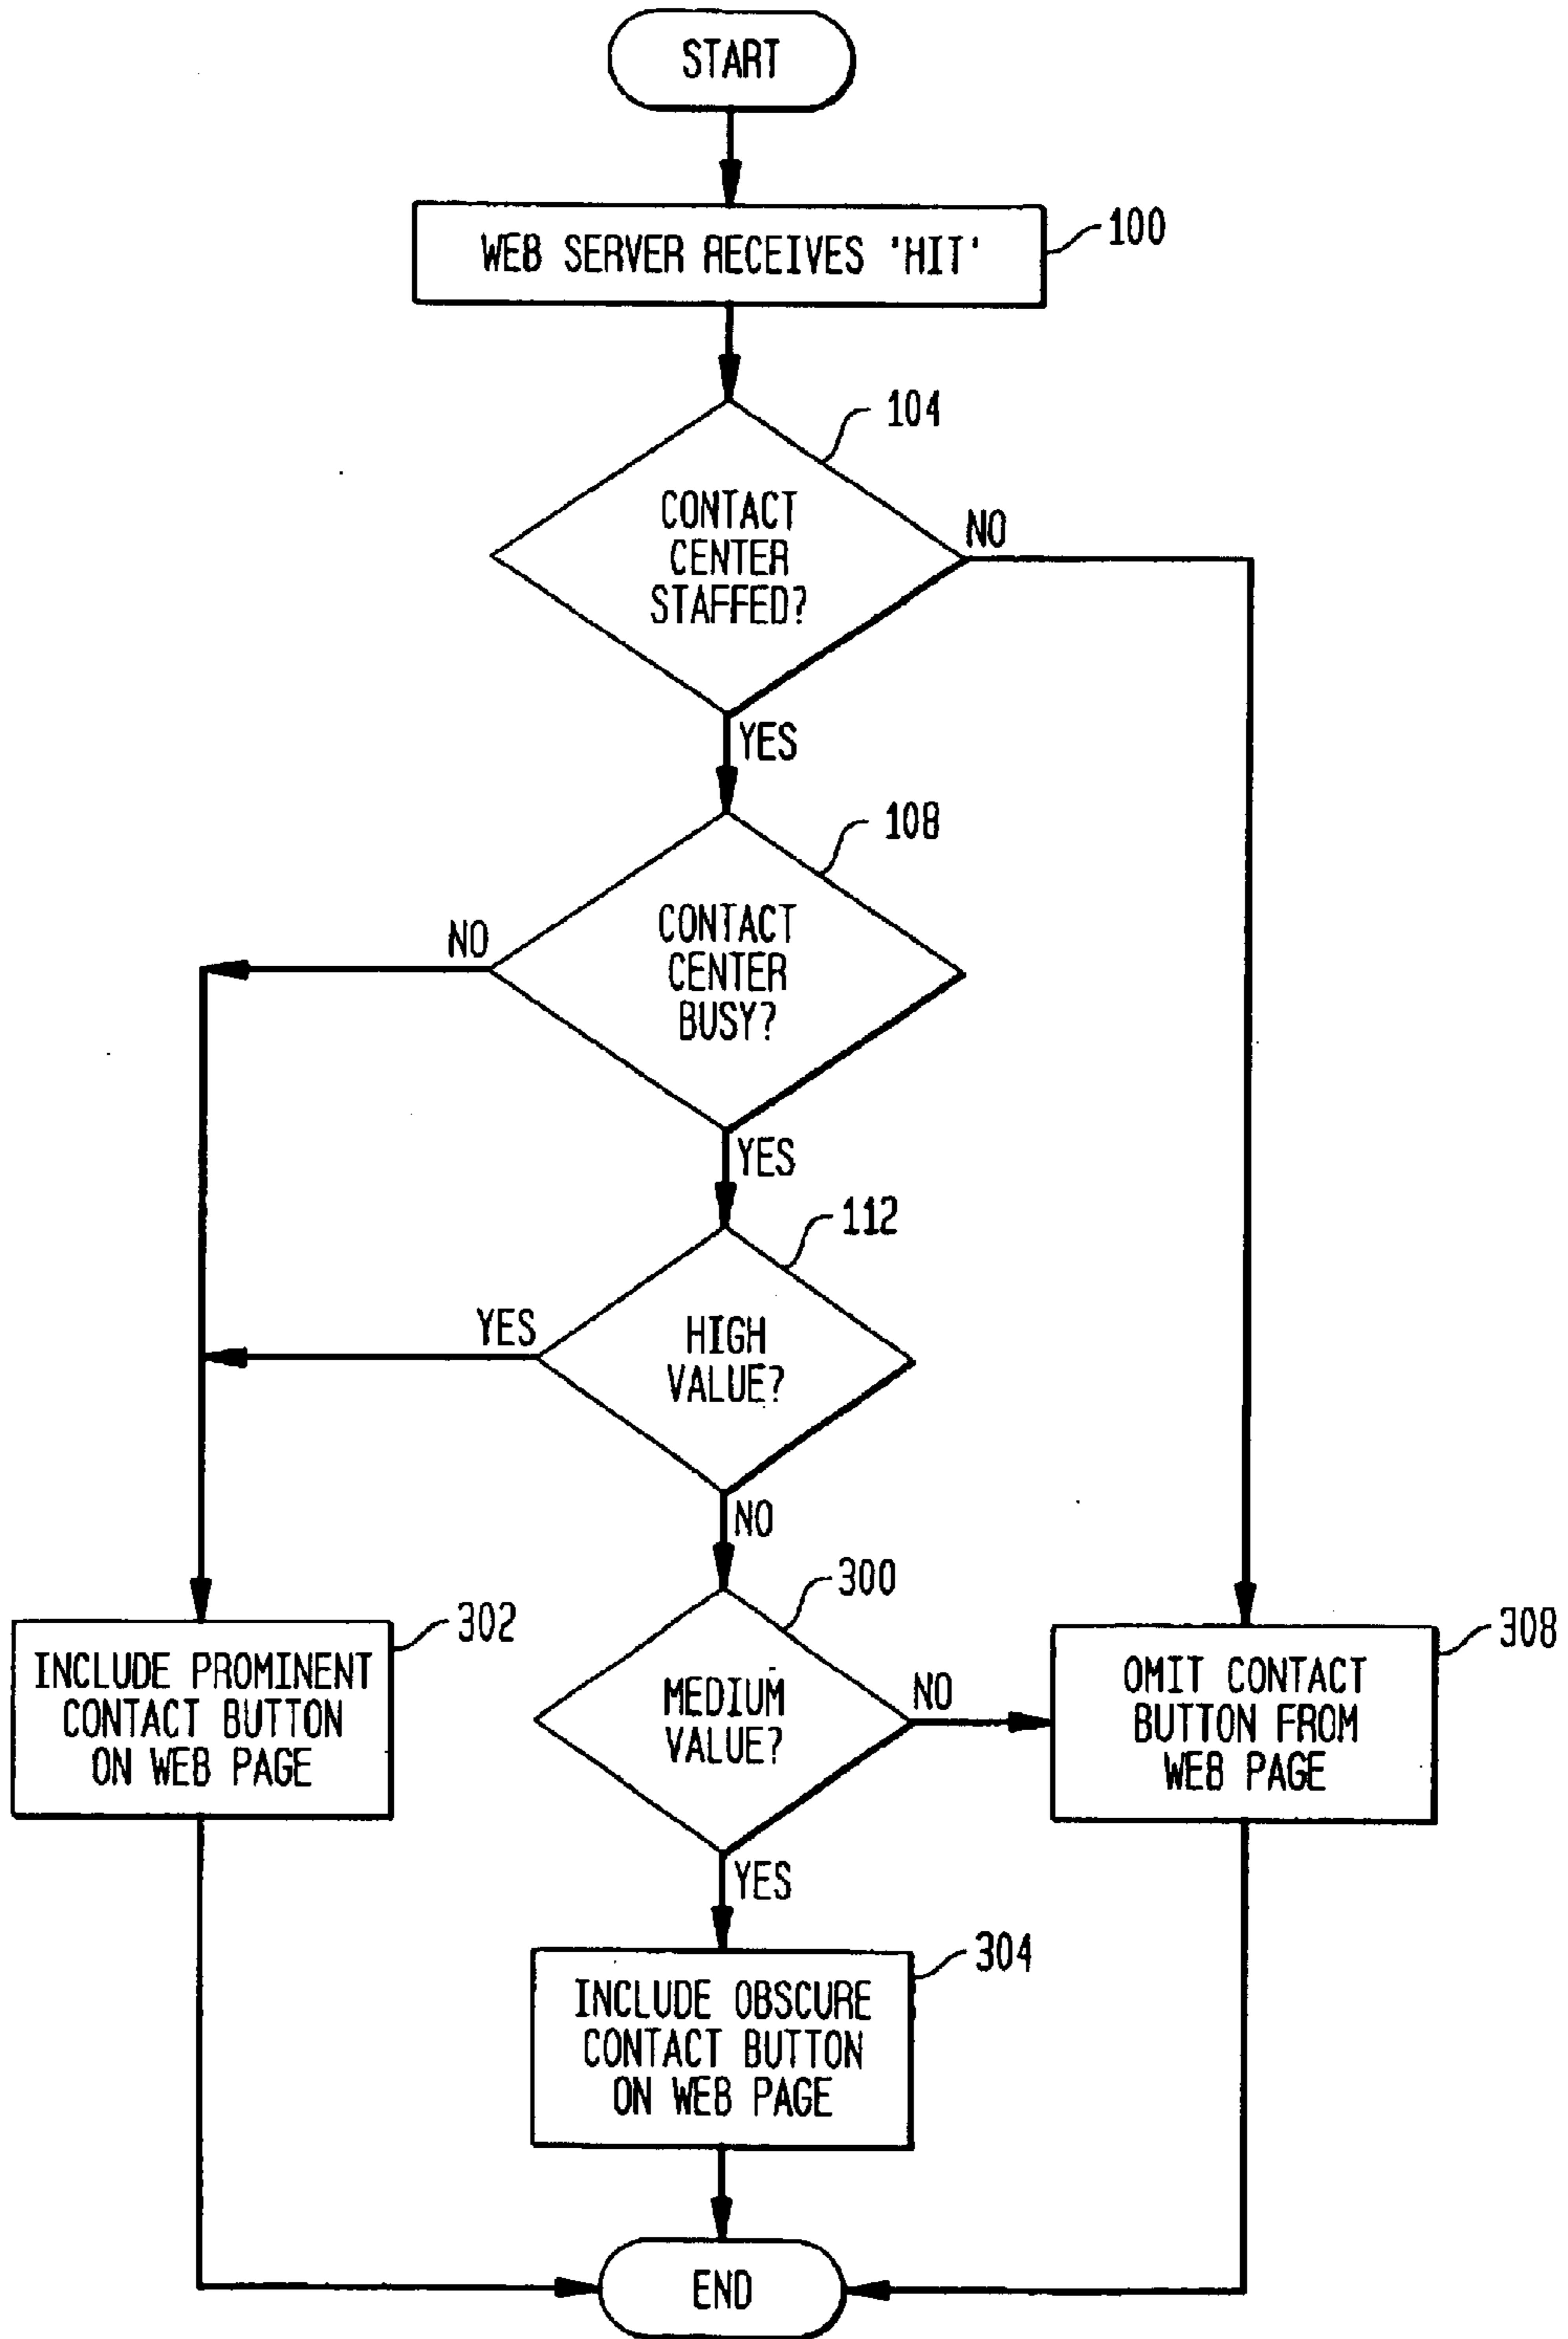 START
WEB SERVER RECEIVES 'HIT'
100
104
CONTACT
CENTER
STAFFED?
NO
YES
108
CONTACT
CENTER
BUSY?
NO
YES
112
HIGH
VALUE?
YES
NO
300
MEDIUM
VALUE?
NO
YES
302
INCLUDE PROMINENT
CONTACT BUTTON
ON WEB PAGE
308
OMIT CONTACT
BUTTON FROM
WEB PAGE
304
INCLUDE OBSCURE
CONTACT BUTTON
ON WEB PAGE
END